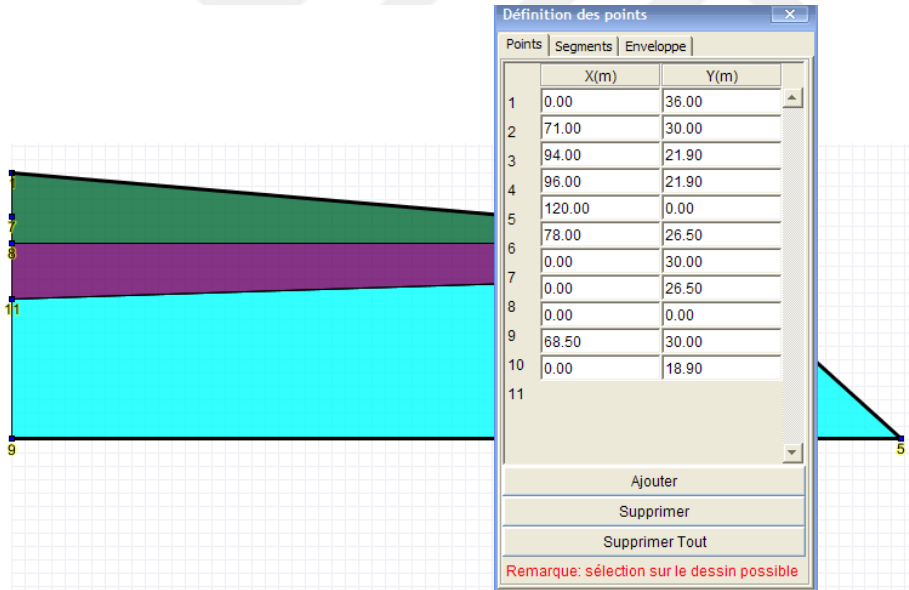 Définition des points
Points Segments Enveloppe
X(m) Y(m)
1 0.00 36.00
2 71.00 30.00
3 94.00 21.90
4 96.00 21.90
5 120.00 0.00
6 78.00 26.50
7 0.00 30.00
8 0.00 26.50
9 0.00 0.00
10 68.50 30.00
11 0.00 18.90
Ajouter
Supprimer
Supprimer Tout
Remarque: sélection sur le dessin possible
1
7
8
11
9
5